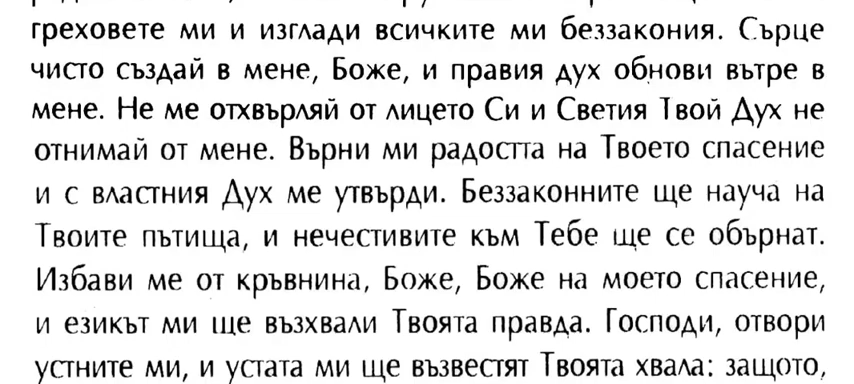 греховете ми и изглади всичките ми беззакония. Сърце
чисто създай в мене, Боже, и правия дух обнови вътре в
мене. Не ме отхвърляй от лицето Си и Светия Твой Дух не
отнимай от мене. Върни ми радостта на Твоето спасение
и с властния Дух ме утвърди. Беззаконните ще науча на
Твоите пътища, и нечестивите към Тебе ще се обърнат.
Избави ме от кръвнина, Боже, Боже на моето спасение,
и езикът ми ще възхвали Твоята правда. Господи, отвори
устните ми, и устата ми ще възвестят Твоята хвала: защото,